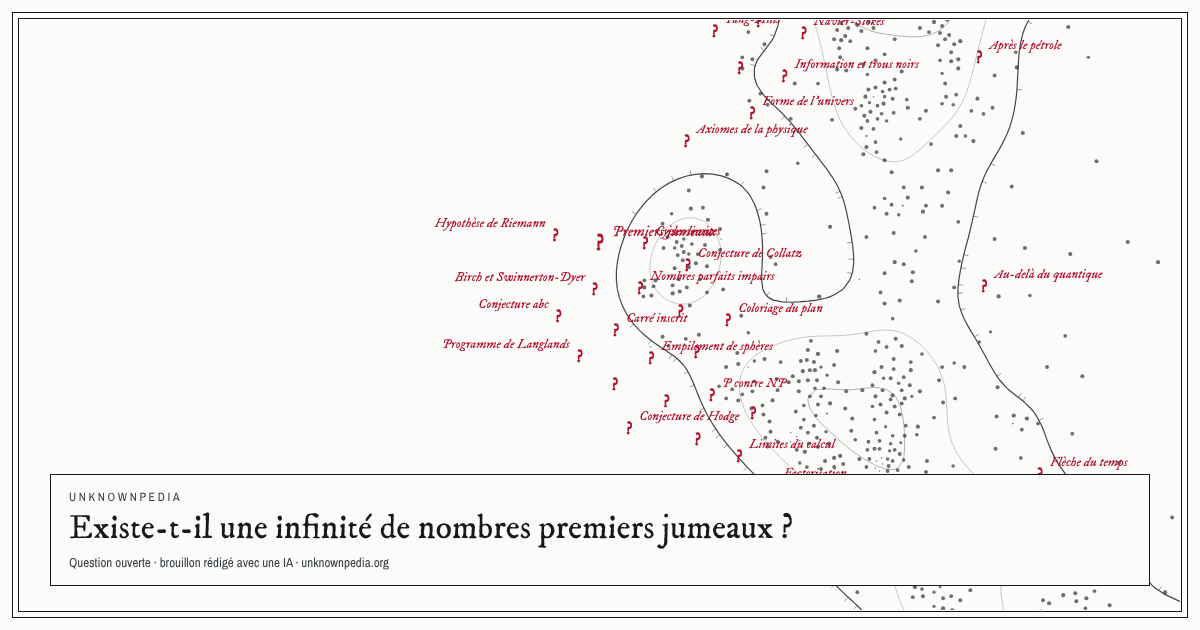 Navier-Stokes
Après le pétrole
Information et trous noirs
Forme de l'univers
Axiomes de la physique
Hypothèse de Riemann
Premiers jumeaux
Conjecture de Collatz
Birch et Swinnerton-Dyer
Nombres parfaits impairs
Au-delà du quantique
Conjecture abc
Coloriage du plan
Carré inscrit
Programme de Langlands
Empilement de sphères
P contre NP
Conjecture de Hodge
Limites du calcul
Factorisation
Flèche du temps
UNKNOWNPEDIA
Existe-t-il une infinité de nombres premiers jumeaux ?
Question ouverte · brouillon rédigé avec une IA · unknownpedia.org